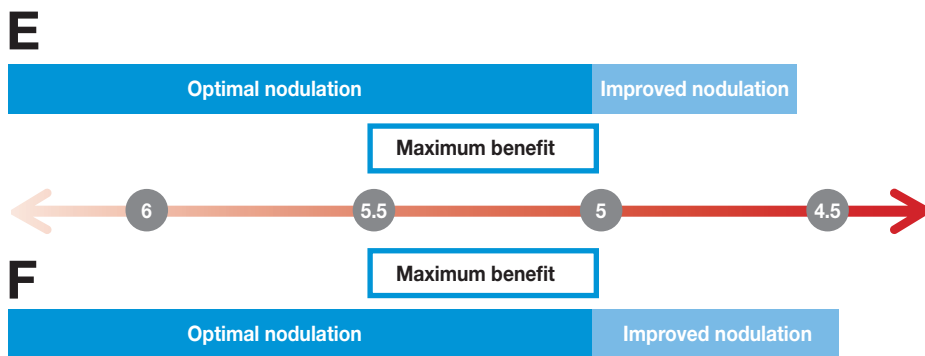 E
Optimal nodulation Improved nodulation
Maximum benefit
6 5.5 5 4.5
Maximum benefit
F
Optimal nodulation Improved nodulation